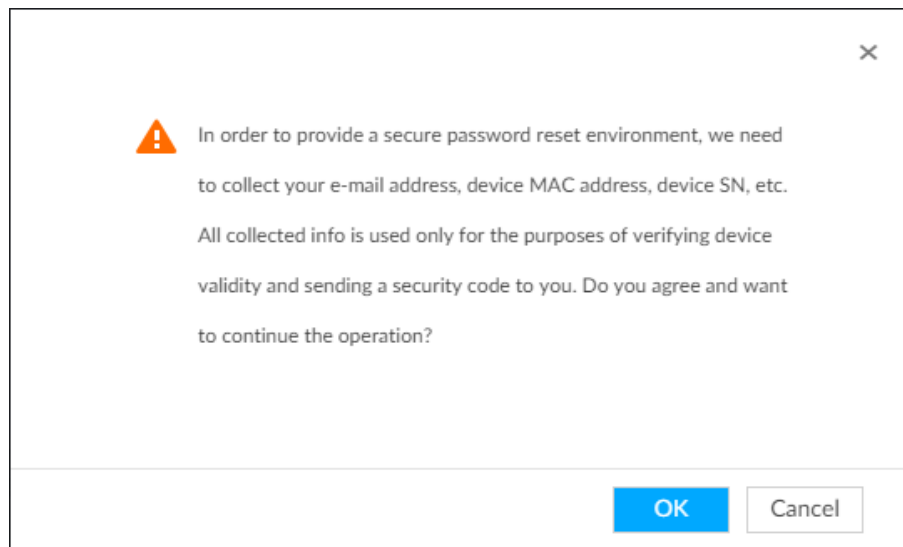 In order to provide a secure password reset environment, we need
to collect your e-mail address, device MAC address, device SN, etc.
All collected info is used only for the purposes of verifying device
validity and sending a security code to you. Do you agree and want
to continue the operation?
OK
Cancel